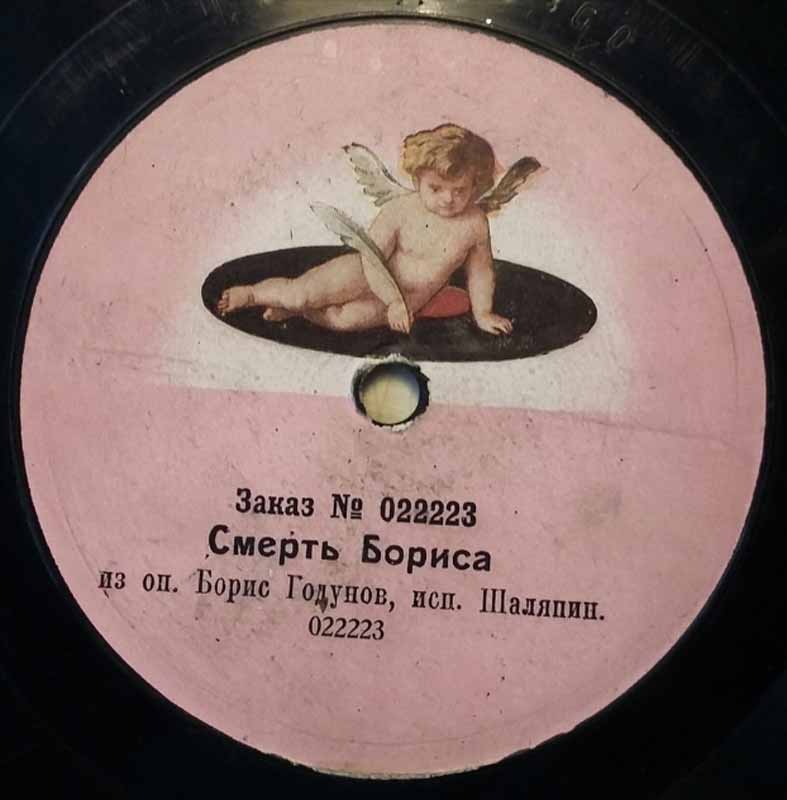 Заказ № 022223
Смерть Бориса
из оп. Борис Годунов, исп. Шаляпин.
022223